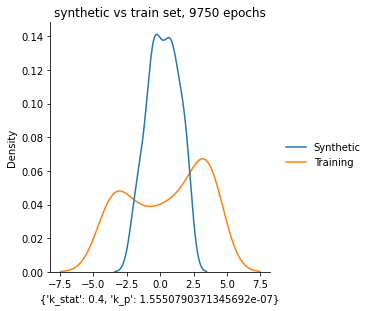 synthetic vs train set, 9750 epochs
0.14
0.12
0.10
0.08
0.06
0.04
0.02
0.00
Density
−7.5 −5.0 −2.5 0.0 2.5 5.0 7.5
{'k_stat': 0.4, 'k_p': 1.5550790371345692e-07}
Synthetic
Training